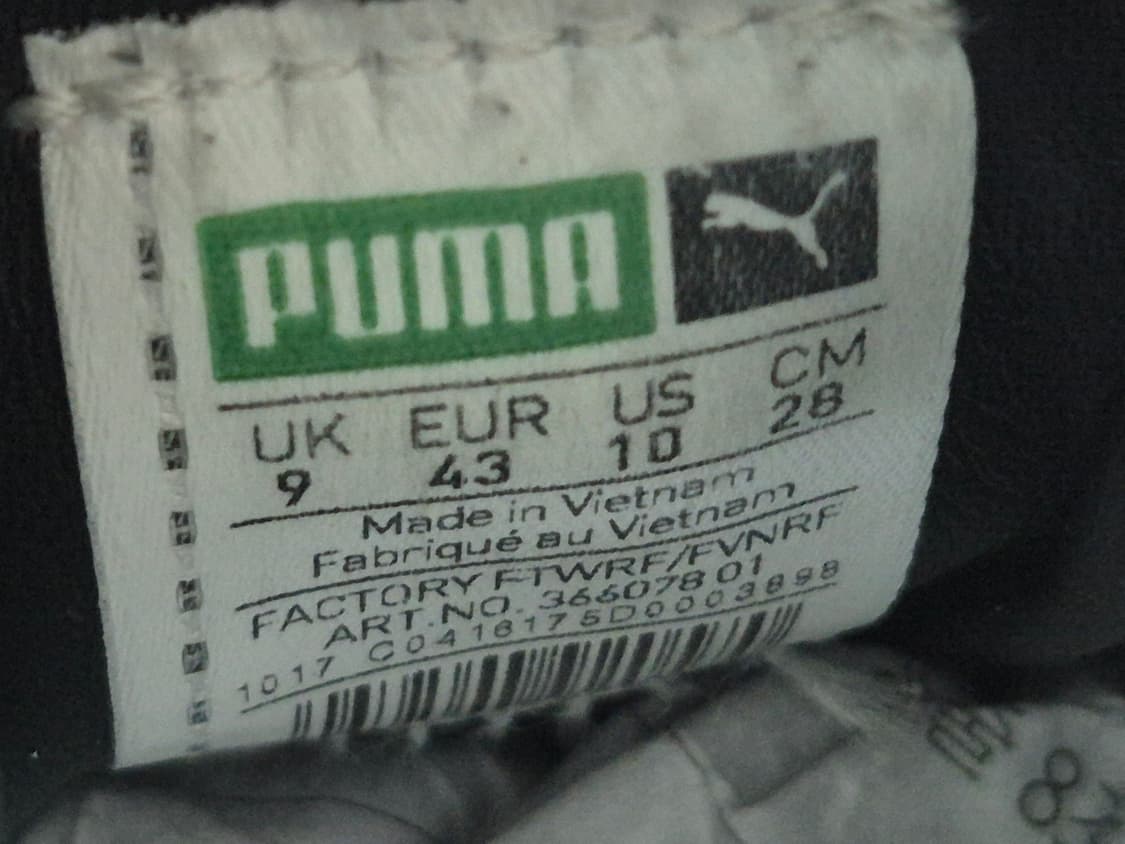 PUMA
UK EUR US CM
9 43 10 28
Made in Vietnam
Fabriqué au Vietnam
FACTORY FTWRF/FVNRF
ART.NO. 366078 01
1017 C0418175D0003898